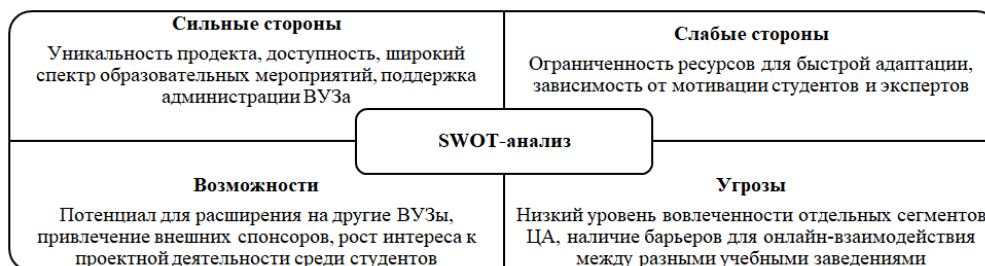 Сильные стороны
Уникальность продекта, доступность, широкий
спектр образовательных мероприятий, поддержка
администрации ВУЗа
Слабые стороны
Ограниченность ресурсов для быстрой адаптации,
зависимость от мотивации студентов и экспертов
SWOT-анализ
Возможности
Потенциал для расширения на другие ВУЗы,
привлечение внешних спонсоров, рост интереса к
проектной деятельности среди студентов
Угрозы
Низкий уровень вовлеченности отдельных сегментов
ЦА, наличие барьеров для онлайн-взаимодействия
между разными учебными заведениями